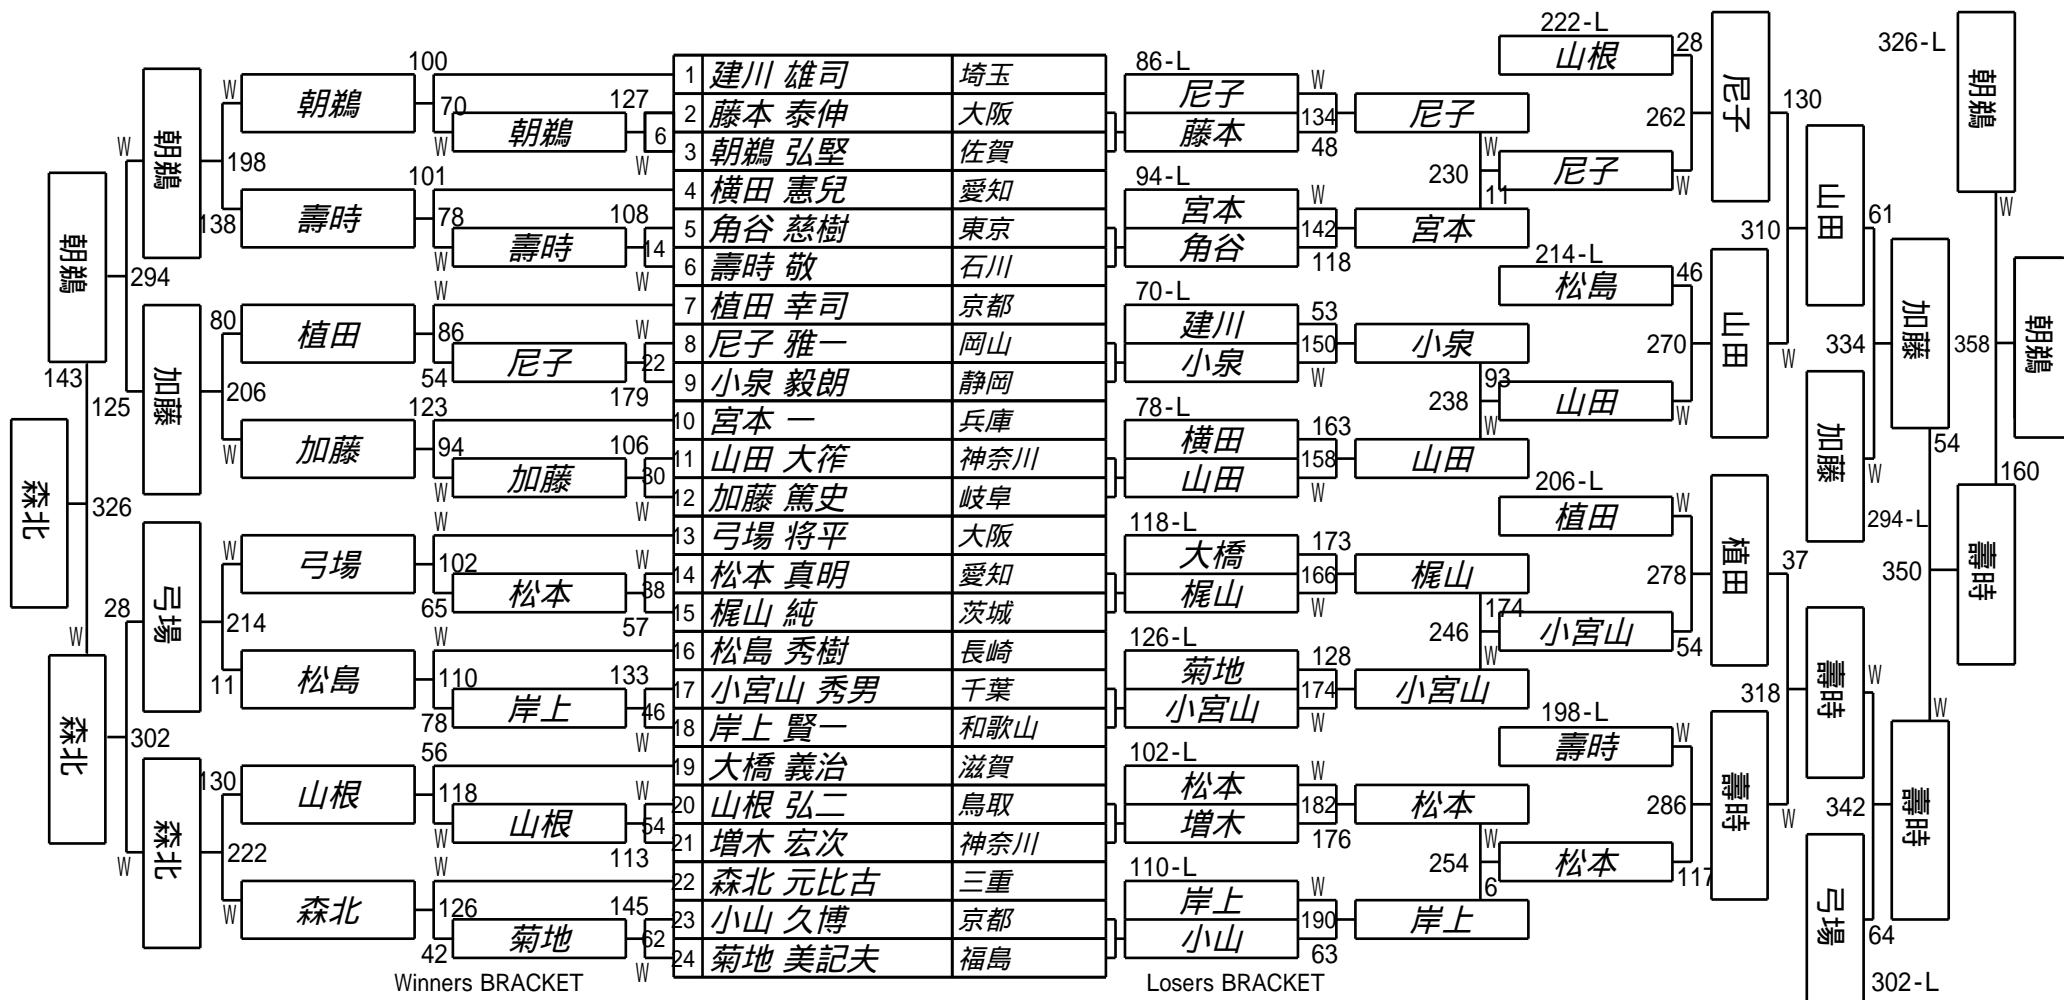 222-L
326-L
100
W
朝鵜
70
127
W
朝鵜
6
W
101
198
138
壽時
78
108
W
壽時
14
W
W
朝鵜
朝鵜
294
143
125
W
加藤
80
植田
86
W
54
尼子
22
179
206
123
W
加藤
94
106
W
加藤
30
W
W
森北
326
W
28
弓場
W
弓場
102
W
65
松本
38
57
W
214
11
松島
110
133
78
岸上
46
W
森北
302
W
森北
56
130
山根
118
W
W
山根
54
113
W
222
W
森北
126
145
42
菊地
62
W
Winners BRACKET
1 建川 雄司 埼玉
2 藤本 泰伸 大阪
3 朝鵜 弘堅 佐賀
4 横田 憲兒 愛知
5 角谷 慈樹 東京
6 壽時 敬 石川
7 植田 幸司 京都
8 尼子 雅一 岡山
9 小泉 毅朗 静岡
10 宮本 一 兵庫
11 山田 大筰 神奈川
12 加藤 篤史 岐阜
13 弓場 将平 大阪
14 松本 真明 愛知
15 梶山 純 茨城
16 松島 秀樹 長崎
17 小宮山 秀男 千葉
18 岸上 賢一 和歌山
19 大橋 義治 滋賀
20 山根 弘二 鳥取
21 増木 宏次 神奈川
22 森北 元比古 三重
23 小山 久博 京都
24 菊地 美記夫 福島
86-L
尼子
W
134
藤本
48
尼子
94-L
宮本
W
142
角谷
118
宮本
W
230
11
70-L
建川
53
150
小泉
W
小泉
78-L
横田
163
158
山田
W
山田
93
238
W
118-L
大橋
173
166
梶山
W
梶山
126-L
菊地
128
174
小宮山
W
小宮山
174
246
W
102-L
松本
W
182
増木
176
松本
110-L
岸上
W
190
小山
63
岸上
W
254
6
Losers BRACKET
山根
28
262
尼子
W
尼子
130
214-L
松島
46
270
山田
W
山田
W
310
206-L
植田
W
278
小宮山
54
植田
37
198-L
壽時
W
286
松本
117
壽時
W
318
山田
61
334
加藤
W
294-L
壽時
W
342
弓場
64
302-L
加藤
54
350
壽時
W
朝鵜
W
358
壽時
160
朝鵜